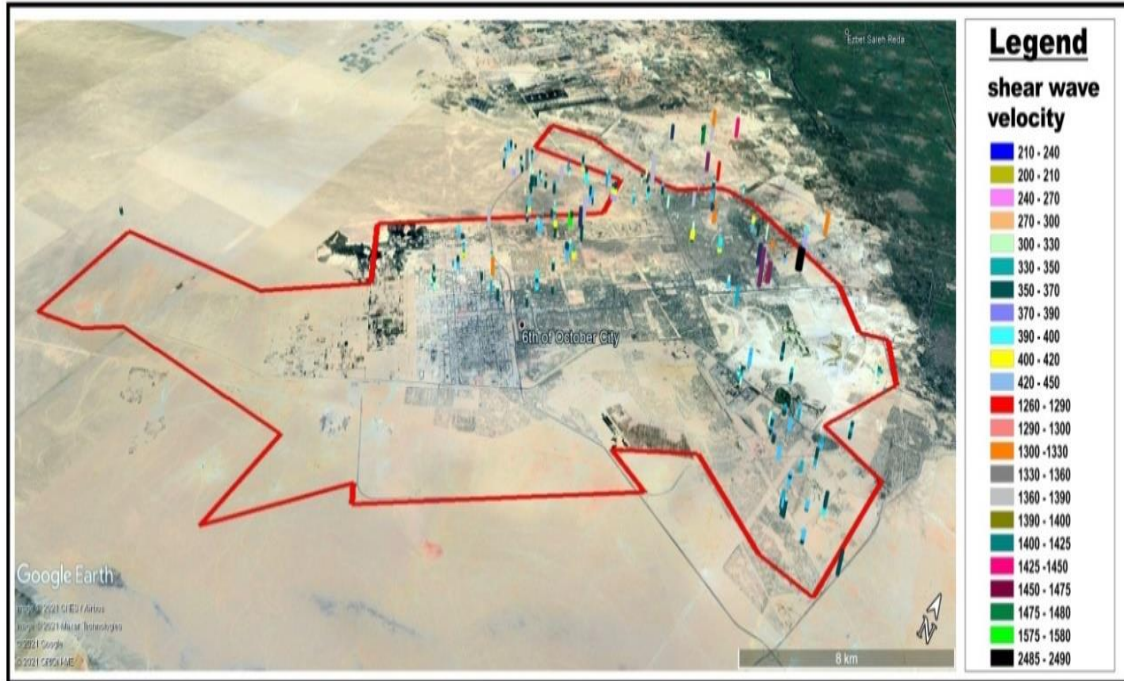 Ezbet Sareh Reda
6th of October City
Google Earth
© 2021 Google
N
8 km
Legend
shear wave
velocity
210 - 240
200 - 210
240 - 270
270 - 300
300 - 330
330 - 350
350 - 370
370 - 390
390 - 400
400 - 420
420 - 450
1260 - 1290
1290 - 1300
1300 -1330
1330 - 1360
1360 - 1390
1390 - 1400
1400 - 1425
1425 -1450
1450 - 1475
1475 - 1480
1575 - 1580
2485 - 2490